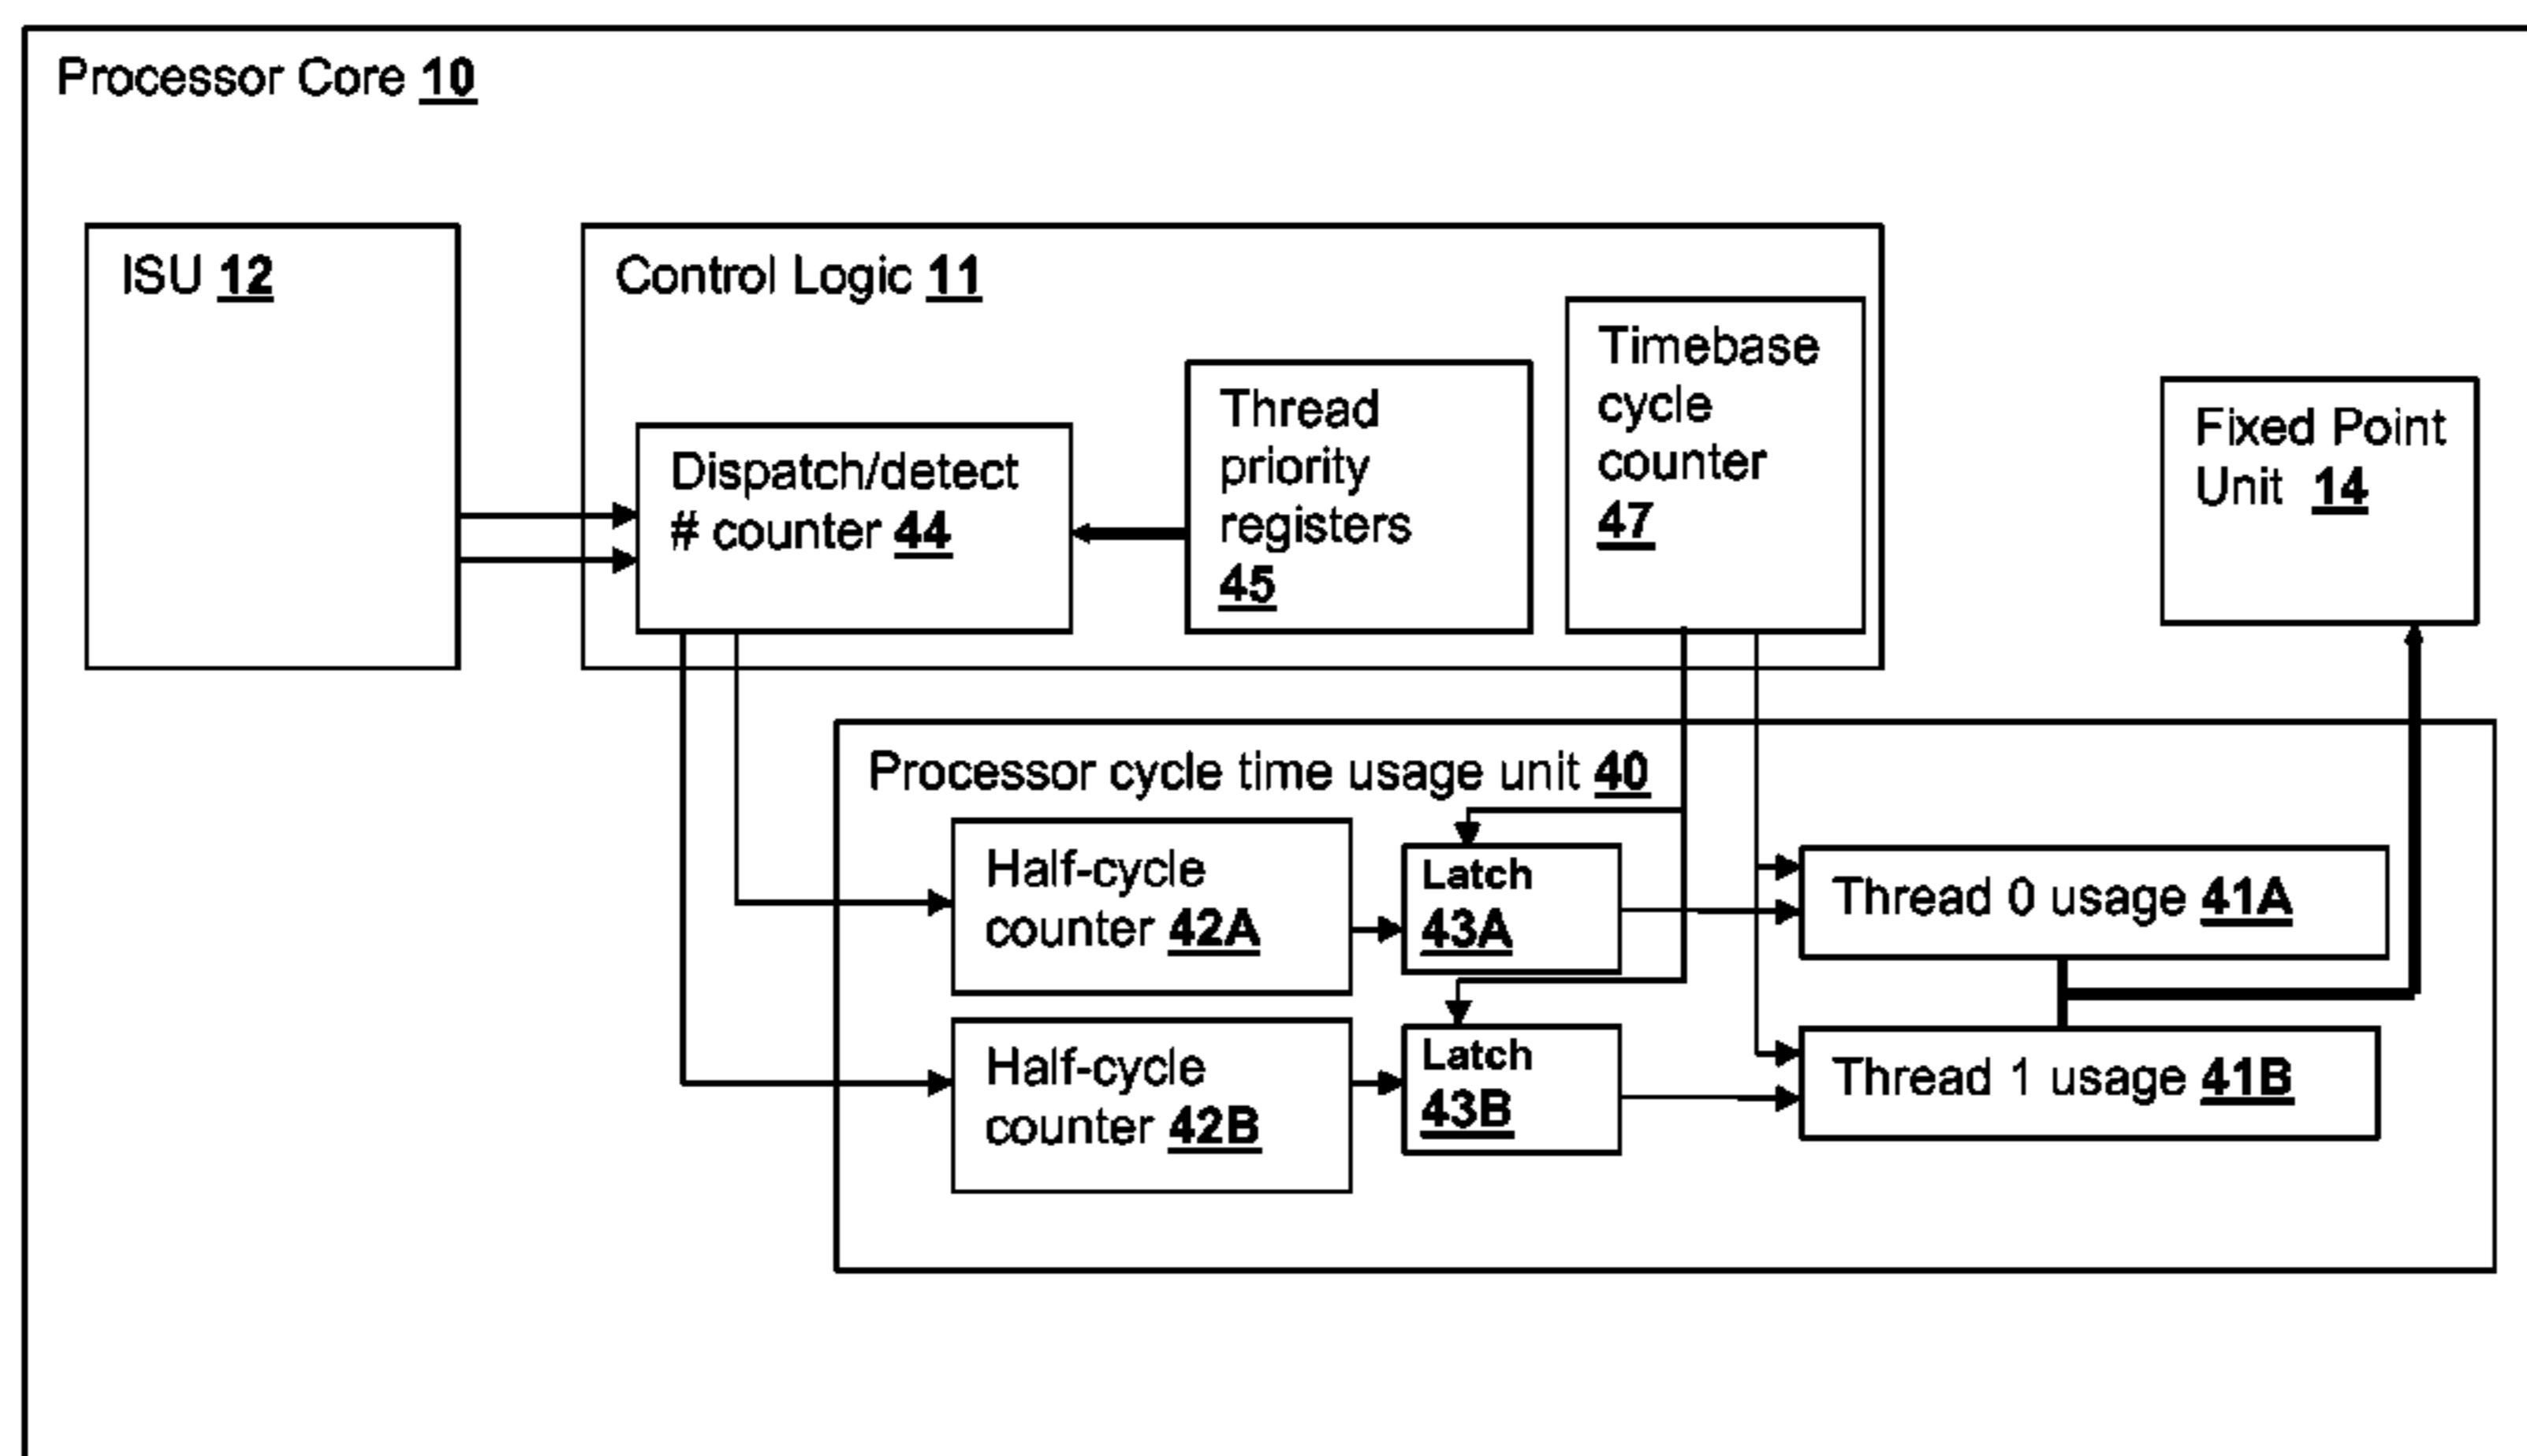 Processor Core 10
ISU 12
Control Logic 11
Dispatch/detect
# counter 44
Thread
priority
registers
45
Timebase
cycle
counter
47
Fixed Point
Unit 14
Processor cycle time usage unit 40
Half-cycle
counter 42A
Latch
43A
Thread 0 usage 41A
Half-cycle
counter 42B
Latch
43B
Thread 1 usage 41B